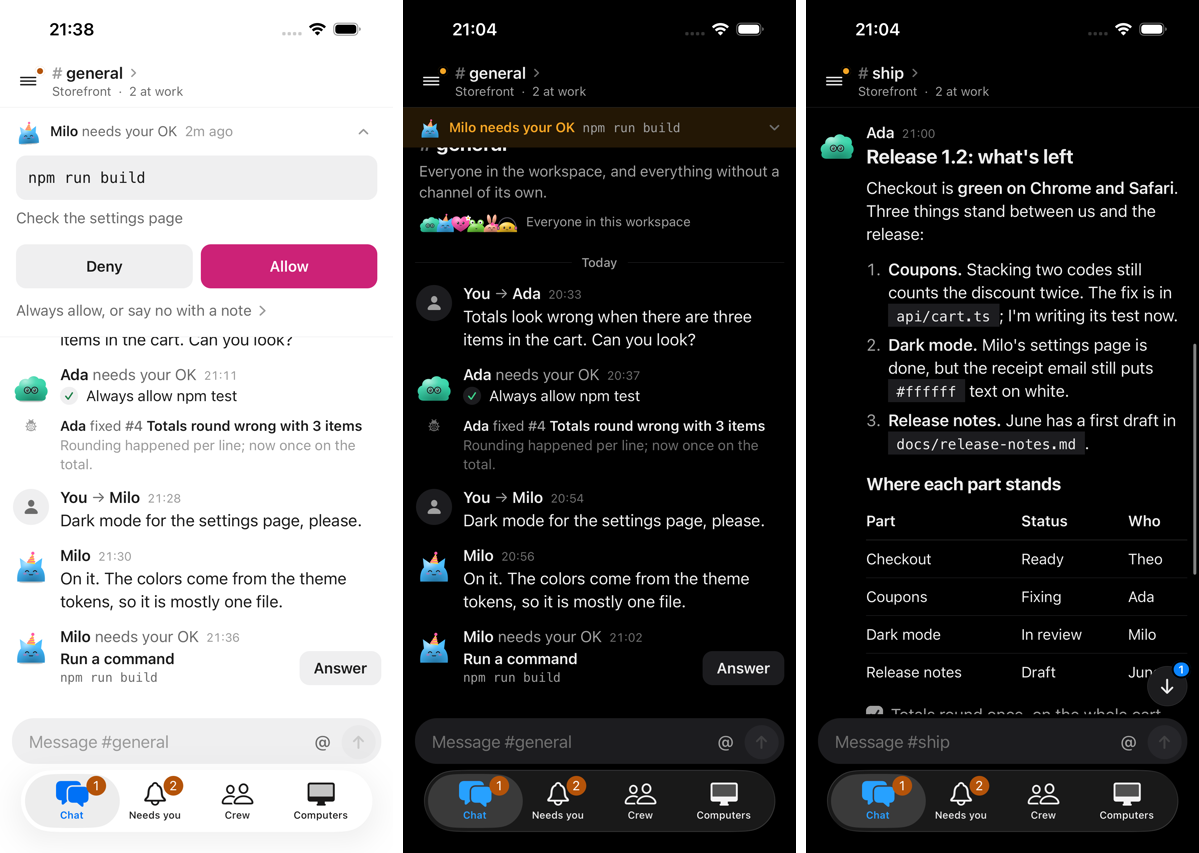 21:38
# general >
Storefront · 2 at work
Milo needs your OK 2m ago
npm run build
Check the settings page
Deny
Allow
Always allow, or say no with a note >
items in the cart. Can you look?
Ada needs your OK 21:11
Always allow npm test
Ada fixed #4 Totals round wrong with 3 items
Rounding happened per line; now once on the
total.
You → Milo 21:28
Dark mode for the settings page, please.
Milo 21:30
On it. The colors come from the theme
tokens, so it is mostly one file.
Milo needs your OK 21:36
Run a command
npm run build
Answer
Message #general @
1
2
Chat
Needs you
Crew
Computers
21:04
# general >
Storefront · 2 at work
Milo needs your OK npm run build
# general
Everyone in the workspace, and everything without a
channel of its own.
Everyone in this workspace
Today
You → Ada 20:33
Totals look wrong when there are three
items in the cart. Can you look?
Ada needs your OK 20:37
Always allow npm test
Ada fixed #4 Totals round wrong with 3 items
Rounding happened per line; now once on the
total.
You → Milo 20:54
Dark mode for the settings page, please.
Milo 20:56
On it. The colors come from the theme
tokens, so it is mostly one file.
Milo needs your OK 21:02
Run a command
npm run build
Answer
Message #general @
1
2
Chat
Needs you
Crew
Computers
21:04
# ship >
Storefront · 2 at work
Ada 21:00
Release 1.2: what's left
Checkout is green on Chrome and Safari.
Three things stand between us and the
release:
1. Coupons. Stacking two codes still
counts the discount twice. The fix is in
api/cart.ts ; I'm writing its test now.
2. Dark mode. Milo's settings page is
done, but the receipt email still puts
#ffffff text on white.
3. Release notes. June has a first draft in
docs/release-notes.md .
Where each part stands
Part Status Who
Checkout Ready Theo
Coupons Fixing Ada
Dark mode In review Milo
Release notes Draft Jun
1
Totals round once, on the whole cart
Message #ship @
1
2
Chat
Needs you
Crew
Computers